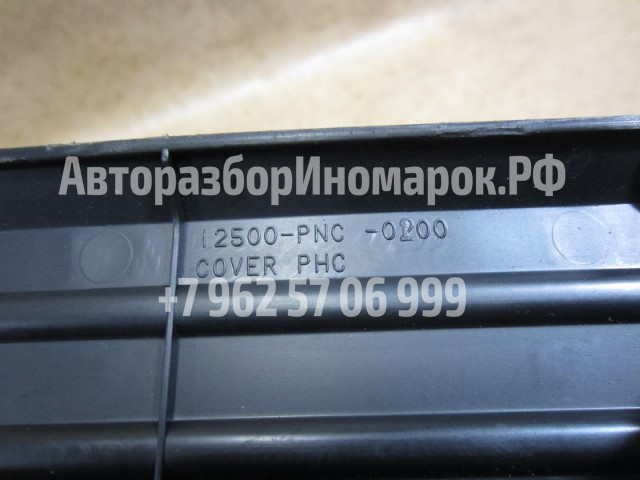 АвторазборИномарок.РФ
12500-PNC -0200
COVER PHC
+7 962 57 06 999